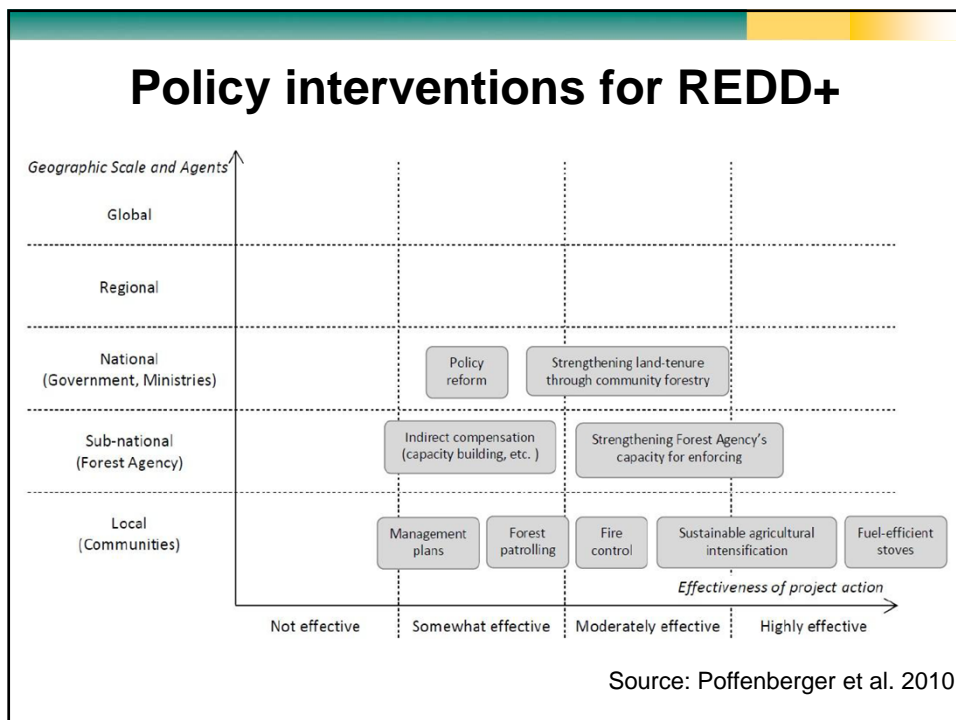 Policy interventions for REDD+
Geographic Scale and Agents
Global
Regional
National
(Government, Ministries)
Policy
reform
Strengthening land-tenure
through community forestry
Sub-national
(Forest Agency)
Indirect compensation
(capacity building, etc. )
Strengthening Forest Agency's
capacity for enforcing
Local
(Communities)
Management
plans
Forest
patrolling
Fire
control
Sustainable agricultural
intensification
Fuel-efficient
stoves
Effectiveness of project action
Not effective
Somewhat effective
Moderately effective
Highly effective
Source: Poffenberger et al. 2010